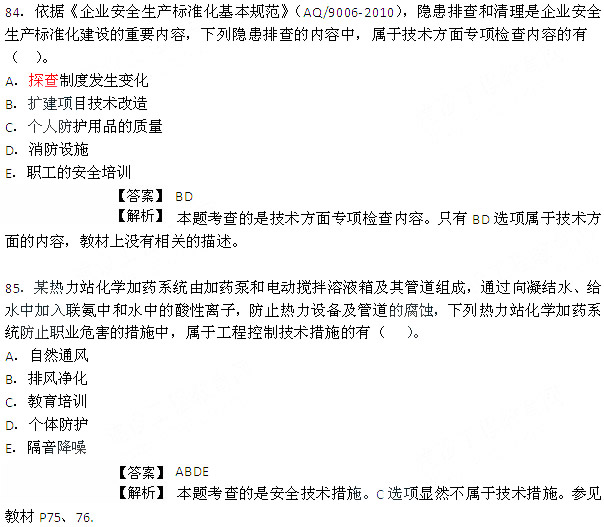 84. 依据《企业安全生产标准化基本规范》（AQ/9006-2010），隐患排查和清理是企业安全
生产标准化建设的重要内容，下列隐患排查的内容中，属于技术方面专项检查内容的有
（    ）。
A. 探查制度发生变化
B. 扩建项目技术改造
C. 个人防护用品的质量
D. 消防设施
E. 职工的安全培训
【答案】 BD
【解析】 本题考查的是技术方面专项检查内容。只有 BD 选项属于技术方
面的内容，教材上没有相关的描述。
85. 某热力站化学加药系统由加药泵和电动搅拌溶液箱及其管道组成，通过向凝结水、给
水中加入联氨中和水中的酸性离子，防止热力设备及管道的腐蚀，下列热力站化学加药系
统防止职业危害的措施中，属于工程控制技术措施的有（    ）。
A. 自然通风
B. 排风净化
C. 教育培训
D. 个体防护
E. 隔音降噪
【答案】 ABDE
【解析】 本题考查的是安全技术措施。C 选项显然不属于技术措施。参见
教材 P75、76.